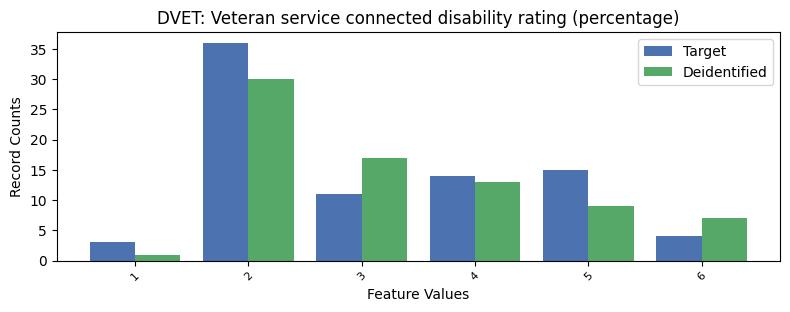 DVET: Veteran service connected disability rating (percentage)
Target
Deidentified
Record Counts
35
30
25
20
15
10
5
0
1 2 3 4 5 6
Feature Values